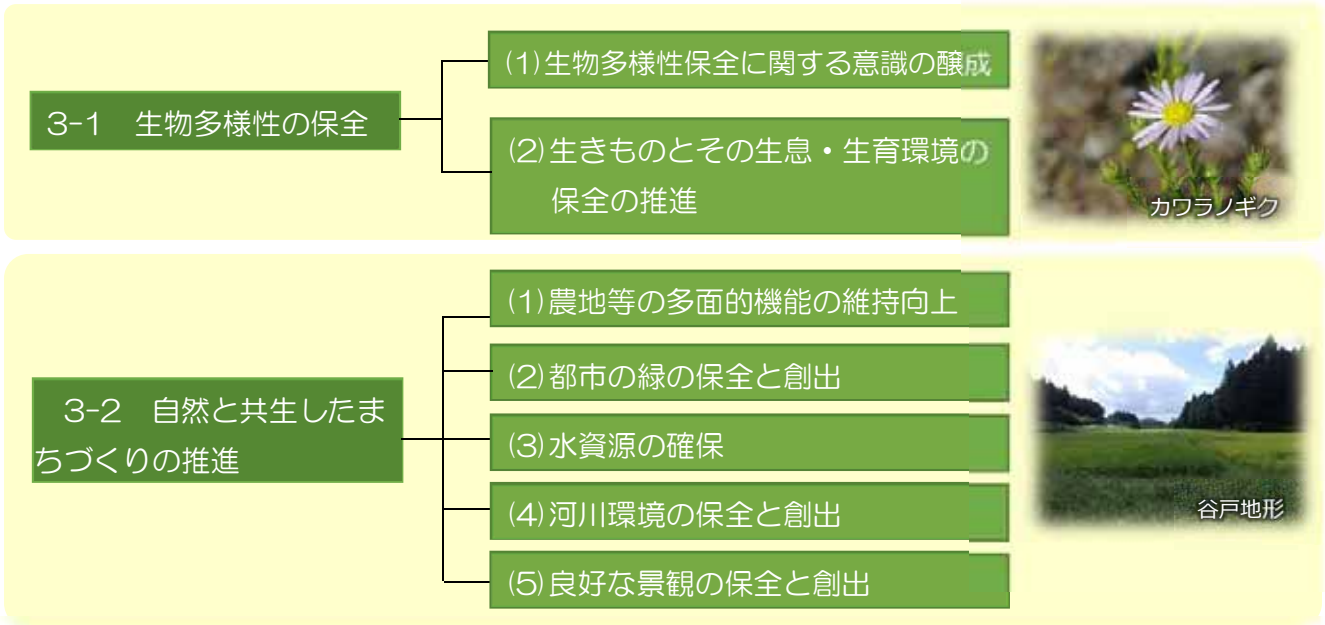 3-1　生物多様性の保全
(1)生物多様性保全に関する意識の醸成
(2)生きものとその生息・生育環境の
保全の推進
カワラノギク
3-2　自然と共生したま
ちづくりの推進
(1)農地等の多面的機能の維持向上
(2)都市の緑の保全と創出
(3)水資源の確保
(4)河川環境の保全と創出
(5)良好な景観の保全と創出
谷戸地形